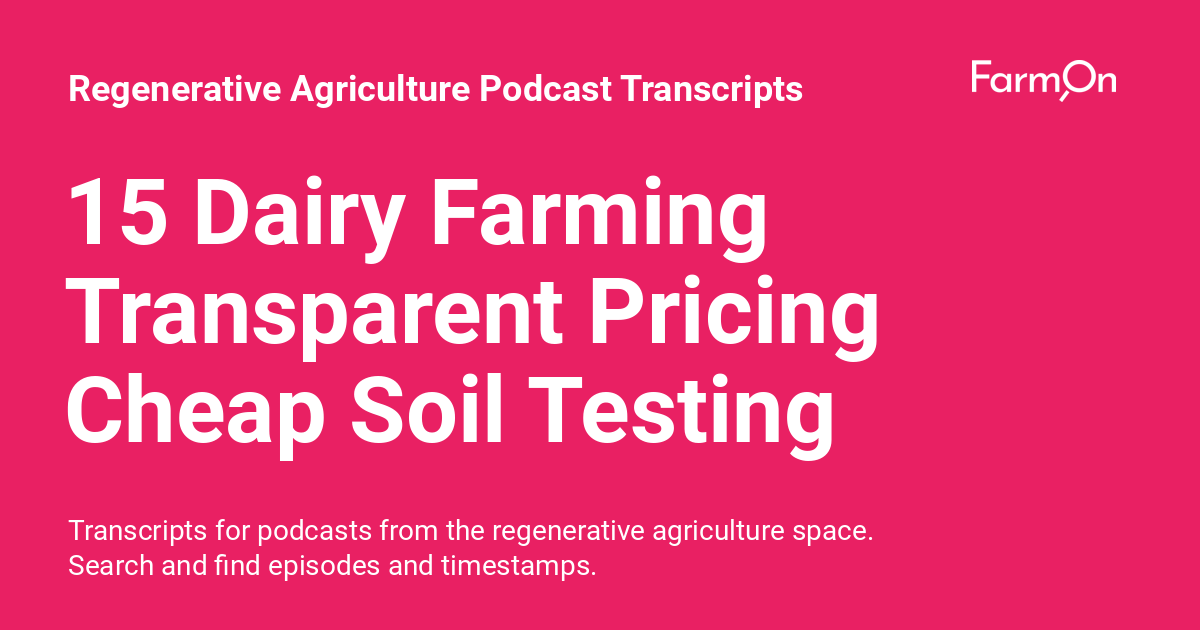 Regenerative Agriculture Podcast Transcripts
FarmOn
15 Dairy Farming
Transparent Pricing
Cheap Soil Testing
Transcripts for podcasts from the regenerative agriculture space.
Search and find episodes and timestamps.